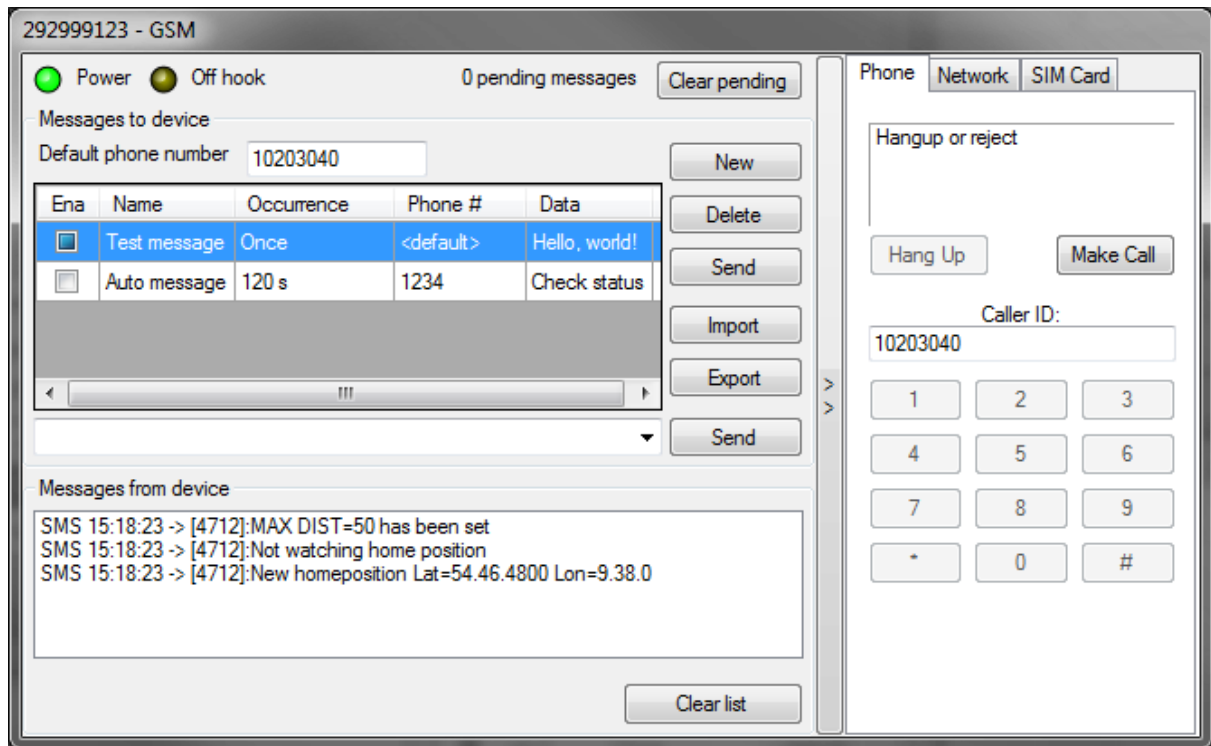 292999123 - GSM
Power Off hook 0 pending messages Clear pending
Messages to device
Default phone number 10203040 New
Ena Name Occurrence Phone # Data Delete
Test message Once <default> Hello, world! Send
Auto message 120 s 1234 Check status
Import
Export
Send
Messages from device
SMS 15:18:23 -> [4712]:MAX DIST=50 has been set
SMS 15:18:23 -> [4712]:Not watching home position
SMS 15:18:23 -> [4712]:New homeposition Lat=54.46.4800 Lon=9.38.0
Clear list
>
>
Phone Network SIM Card
Hangup or reject
Hang Up Make Call
Caller ID:
10203040
1 2 3
4 5 6
7 8 9
* 0 #